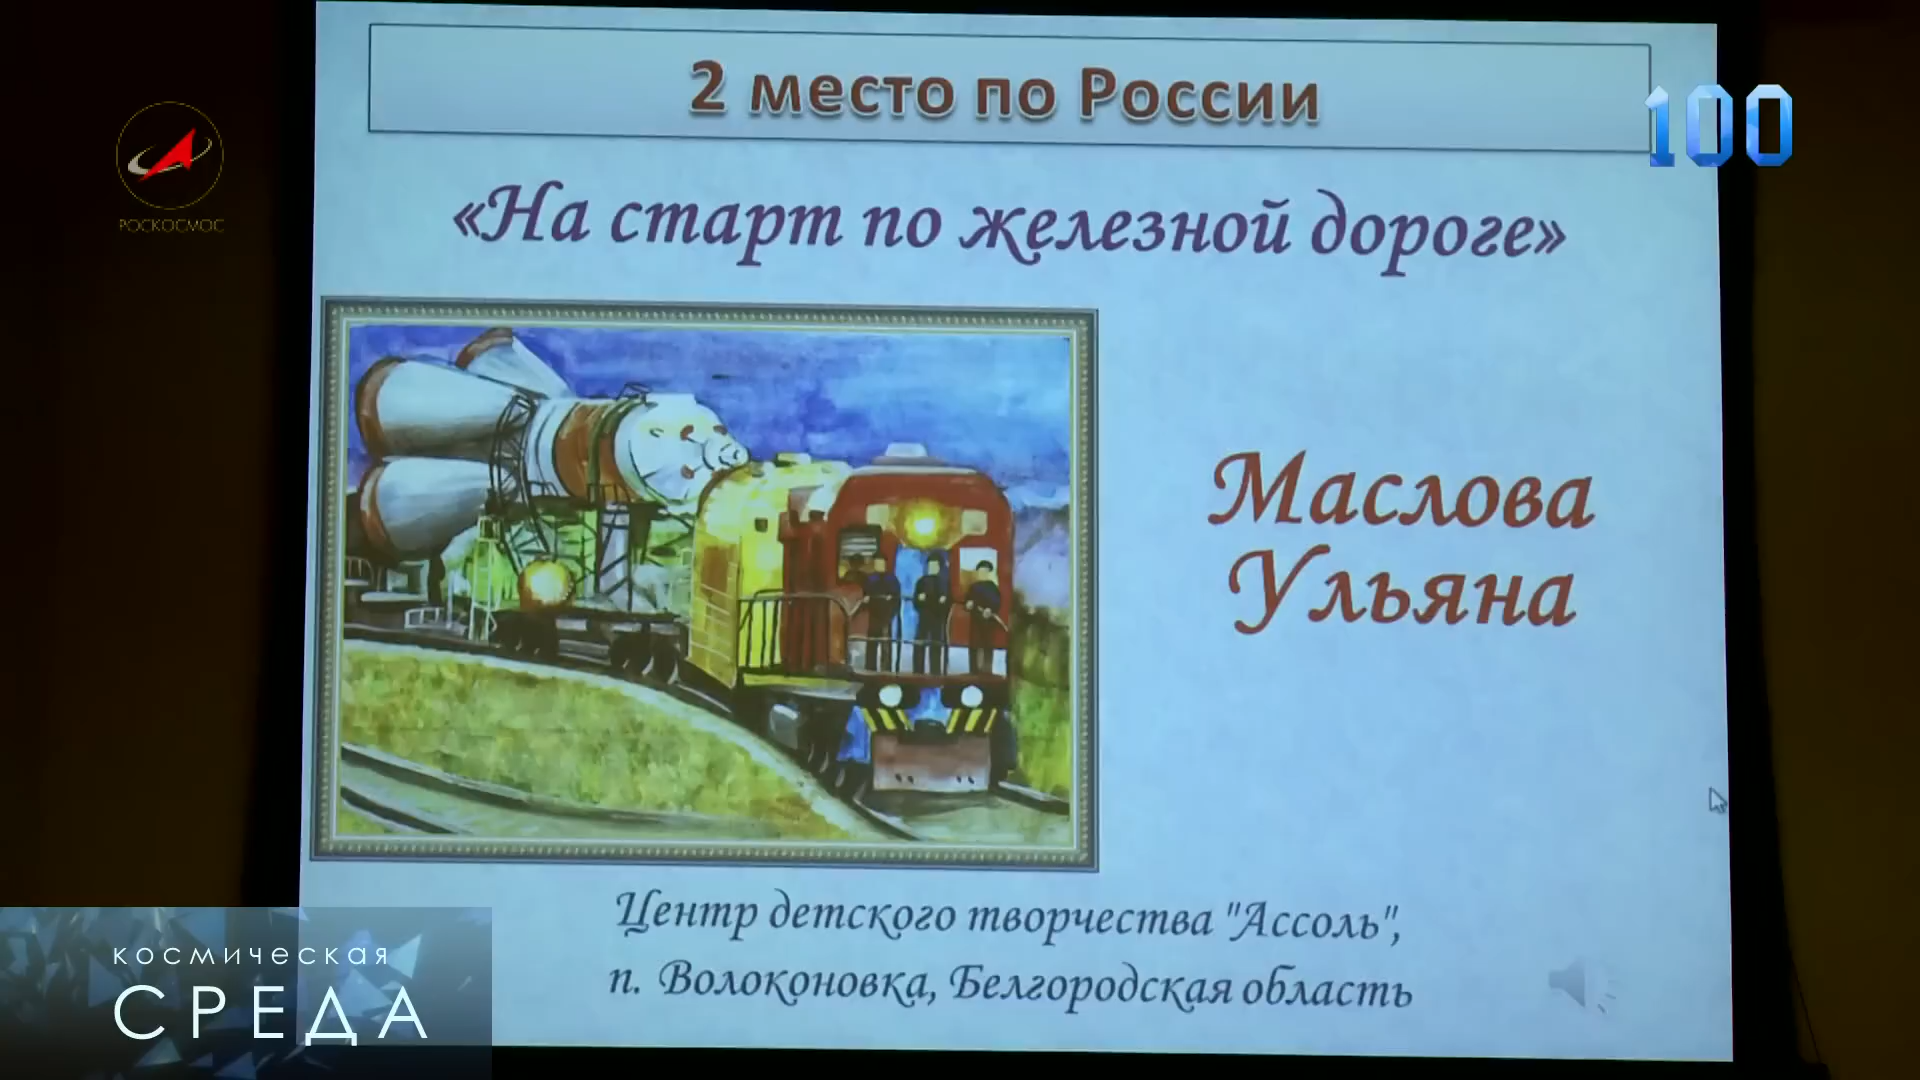 2 место по России
100
РОСКОСМОС
«На старт по железной дороге»
Маслова
Ульяна
Центр детского творчества "Ассоль",
п. Волоконовка, Белгородская область
космическая
СРЕДА